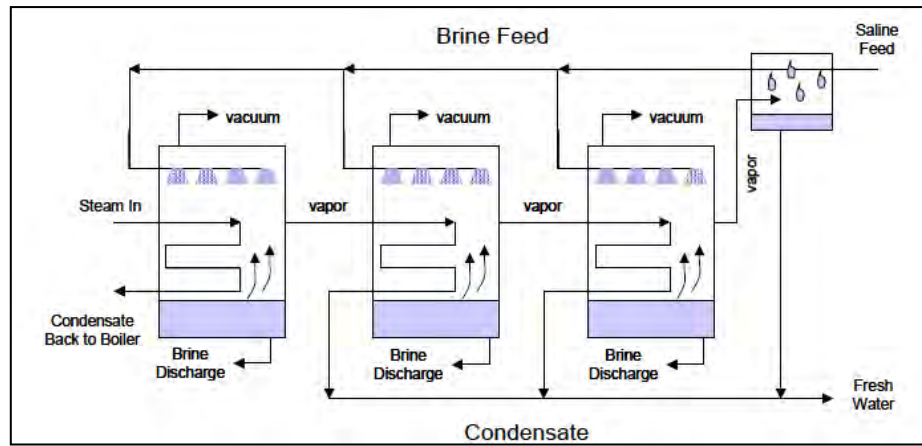 Brine Feed
Saline
Feed
vacuum
vacuum
vacuum
Steam In
vapor
vapor
vapor
Condensate
Back to Boiler
Brine
Discharge
Brine
Discharge
Brine
Discharge
Fresh
Water
Condensate